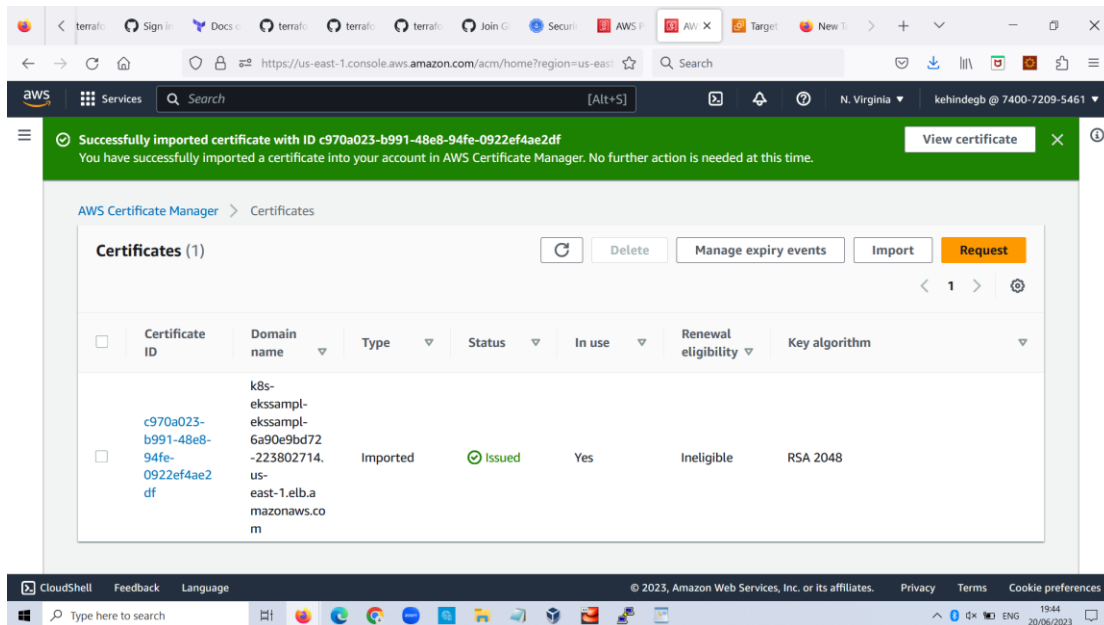 terrafo
Sign in
Docs o
terrafo
terrafo
terrafo
Join G
Securin
AWS P
AW
Target
New T
https://us-east-1.console.aws.amazon.com/acm/home?region=us-east
Search
aws
Services
Search
[Alt+S]
N. Virginia
kehindegb @ 7400-7209-5461
Successfully imported certificate with ID c970a023-b991-48e8-94fe-0922ef4ae2df
You have successfully imported a certificate into your account in AWS Certificate Manager. No further action is needed at this time.
View certificate
AWS Certificate Manager
Certificates
Certificates (1)
Delete
Manage expiry events
Import
Request
1
Certificate
ID
Domain
name
Type
Status
In use
Renewal
eligibility
Key algorithm
c970a023-
b991-48e8-
94fe-
0922ef4ae2
df
k8s-
ekssampl-
ekssampl-
6a90e9bd72
-223802714.
us-
east-1.elb.a
mazonaws.co
m
Imported
Issued
Yes
Ineligible
RSA 2048
CloudShell
Feedback
Language
© 2023, Amazon Web Services, Inc. or its affiliates.
Privacy
Terms
Cookie preferences
Type here to search
ENG
19:44
20/06/2023